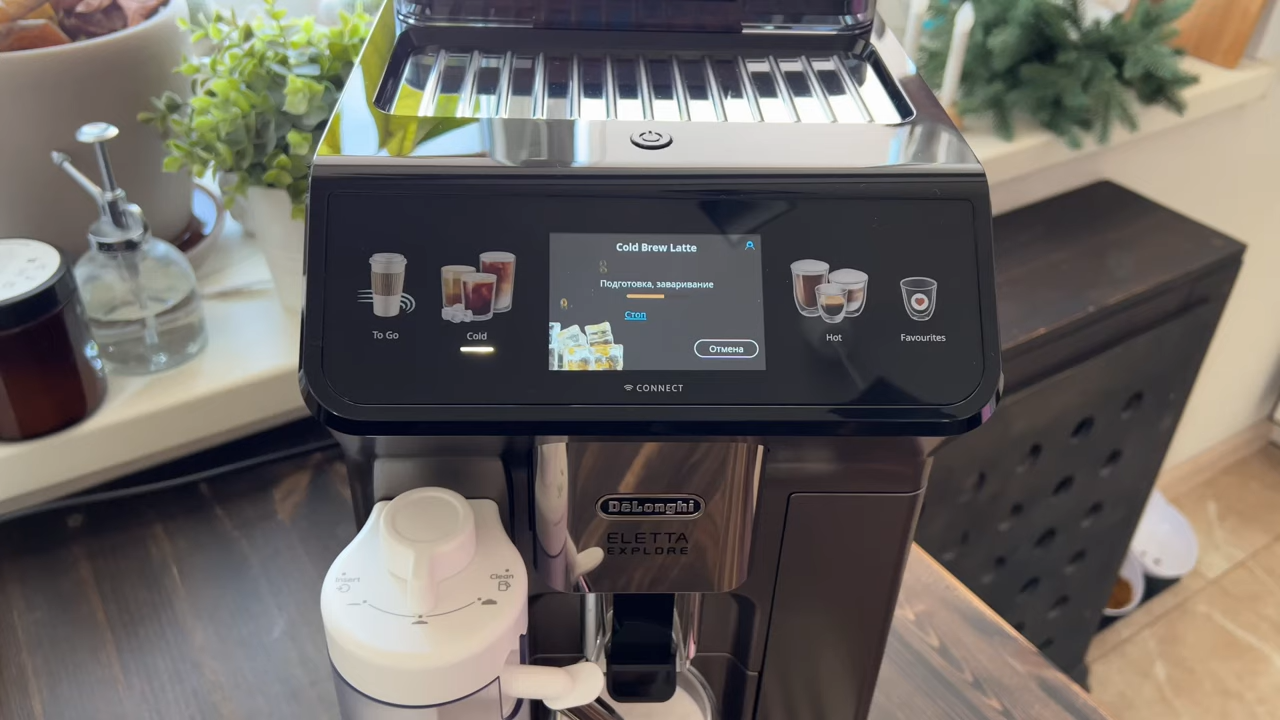 Cold Brew Latte
Подготовка, заваривание
Стоп
Отмена
To Go
Cold
Hot
Favourites
CONNECT
DeLonghi
ELETTA
EXPLORE
Insert
Clean